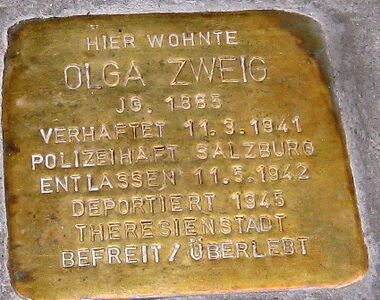 HIER WOHNTE
OLGA ZWEIG
JG. 1885
VERHAFTET 11.3.1941
POLIZEIHAFT SALZBURG
ENTLASSEN 11.5.1942
DEPORTIERT 1945
THERESIENSTADT
BEFREIT / ÜBERLEBT